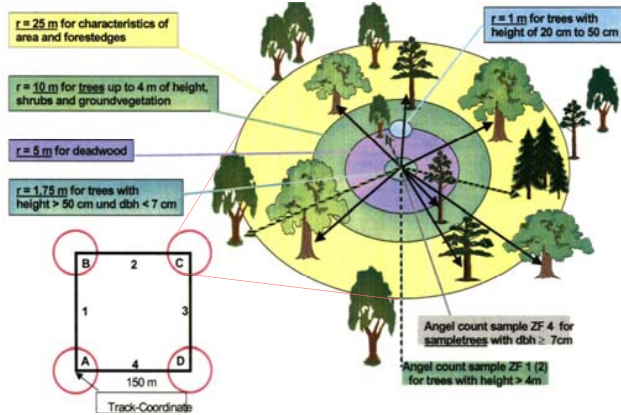 r = 25 m for characteristics of
area and forestedges
r = 10 m for trees up to 4 m of height,
shrubs and groundvegetation
r = 5 m for deadwood
r = 1.75 m for trees with
height > 50 cm und dbh < 7 cm
r = 1 m for trees with
height of 20 cm to 50 cm
B
C
2
1
3
A
D
4
150 m
Track-Coordinate
Angel count sample ZF 4 for
sampletrees with dbh ≥ 7cm
Angel count sample ZF 1 (2)
for trees with height > 4m